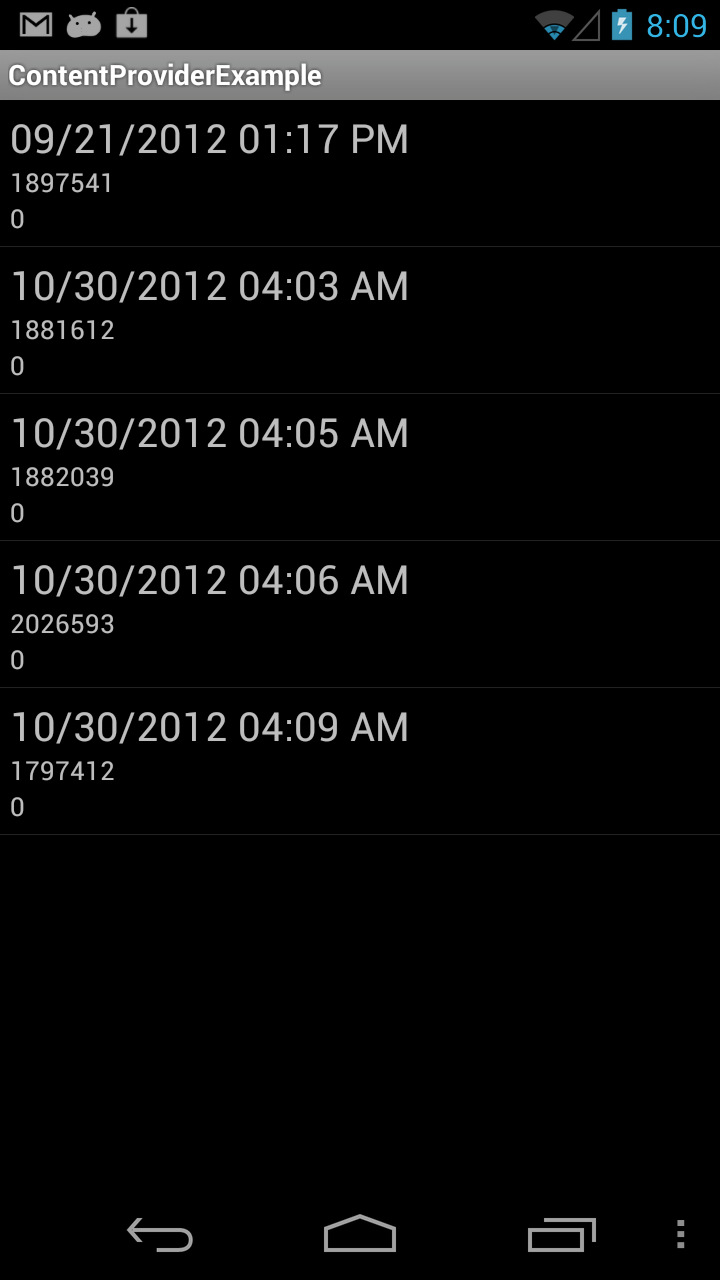 8:09
ContentProviderExample
09/21/2012 01:17 PM
1897541
0
10/30/2012 04:03 AM
1881612
0
10/30/2012 04:05 AM
1882039
0
10/30/2012 04:06 AM
2026593
0
10/30/2012 04:09 AM
1797412
0